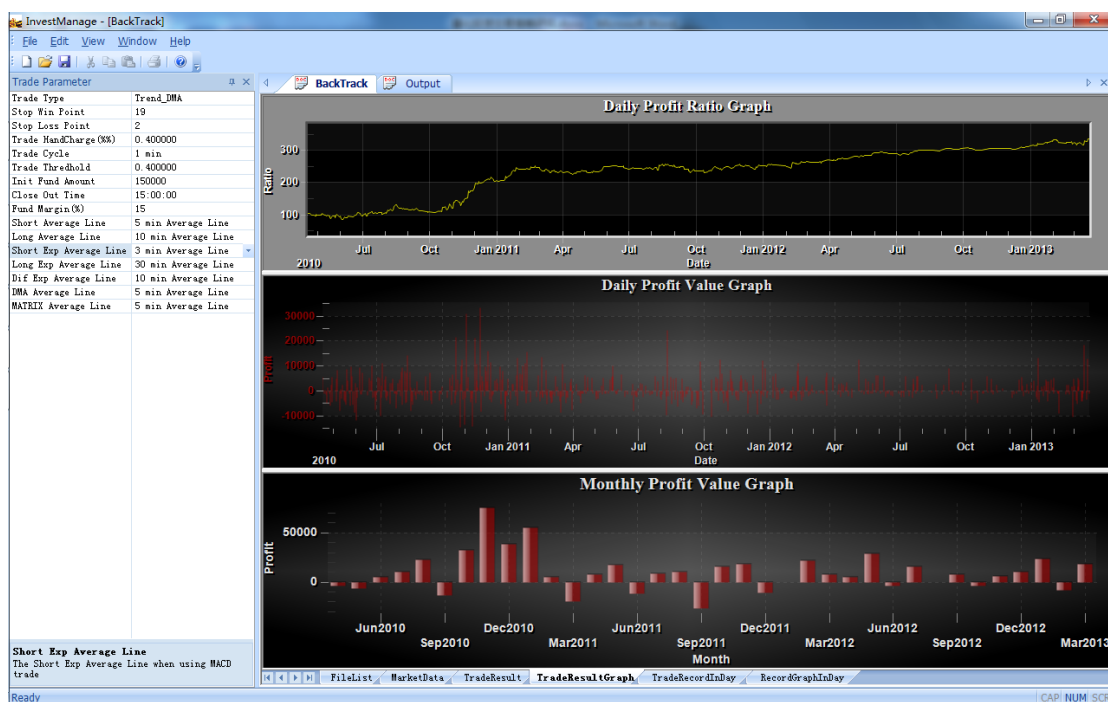 InvestManage - [BackTrack]
File Edit View Window Help
Trade Parameter
Trade Type Trend_DMA
Stop Win Point 19
Stop Loss Point 2
Trade HandCharge(%%) 0.400000
Trade Cycle 1 min
Trade Threshold 0.400000
Init Fund Amount 150000
Close Out Time 15:00:00
Fund Margin(%) 15
Short Average Line 5 min Average Line
Long Average Line 10 min Average Line
Short Exp Average Line 3 min Average Line
Long Exp Average Line 30 min Average Line
Dif Exp Average Line 10 min Average Line
DMA Average Line 5 min Average Line
MATRIX Average Line 5 min Average Line
Short Exp Average Line
The Short Exp Average Line when using MACD
trade
BackTrack Output
Daily Profit Ratio Graph
300
200
100
Ratio
Jul Oct Jan 2011 Apr Jul Oct Jan 2012 Apr Jul Oct Jan 2013
2010 Date
Daily Profit Value Graph
30000
20000
10000
0
-10000
Profit
Jul Oct Jan 2011 Apr Jul Oct Jan 2012 Apr Jul Oct Jan 2013
2010 Date
Monthly Profit Value Graph
50000
0
Profit
Jun2010 Dec2010 Jun2011 Dec2011 Jun2012 Dec2012
Sep2010 Mar2011 Sep2011 Mar2012 Sep2012 Mar2013
Month
FileList MarketData TradeResult TradeResultGraph TradeRecordInDay RecordGraphInDay
Ready CAP NUM SCR